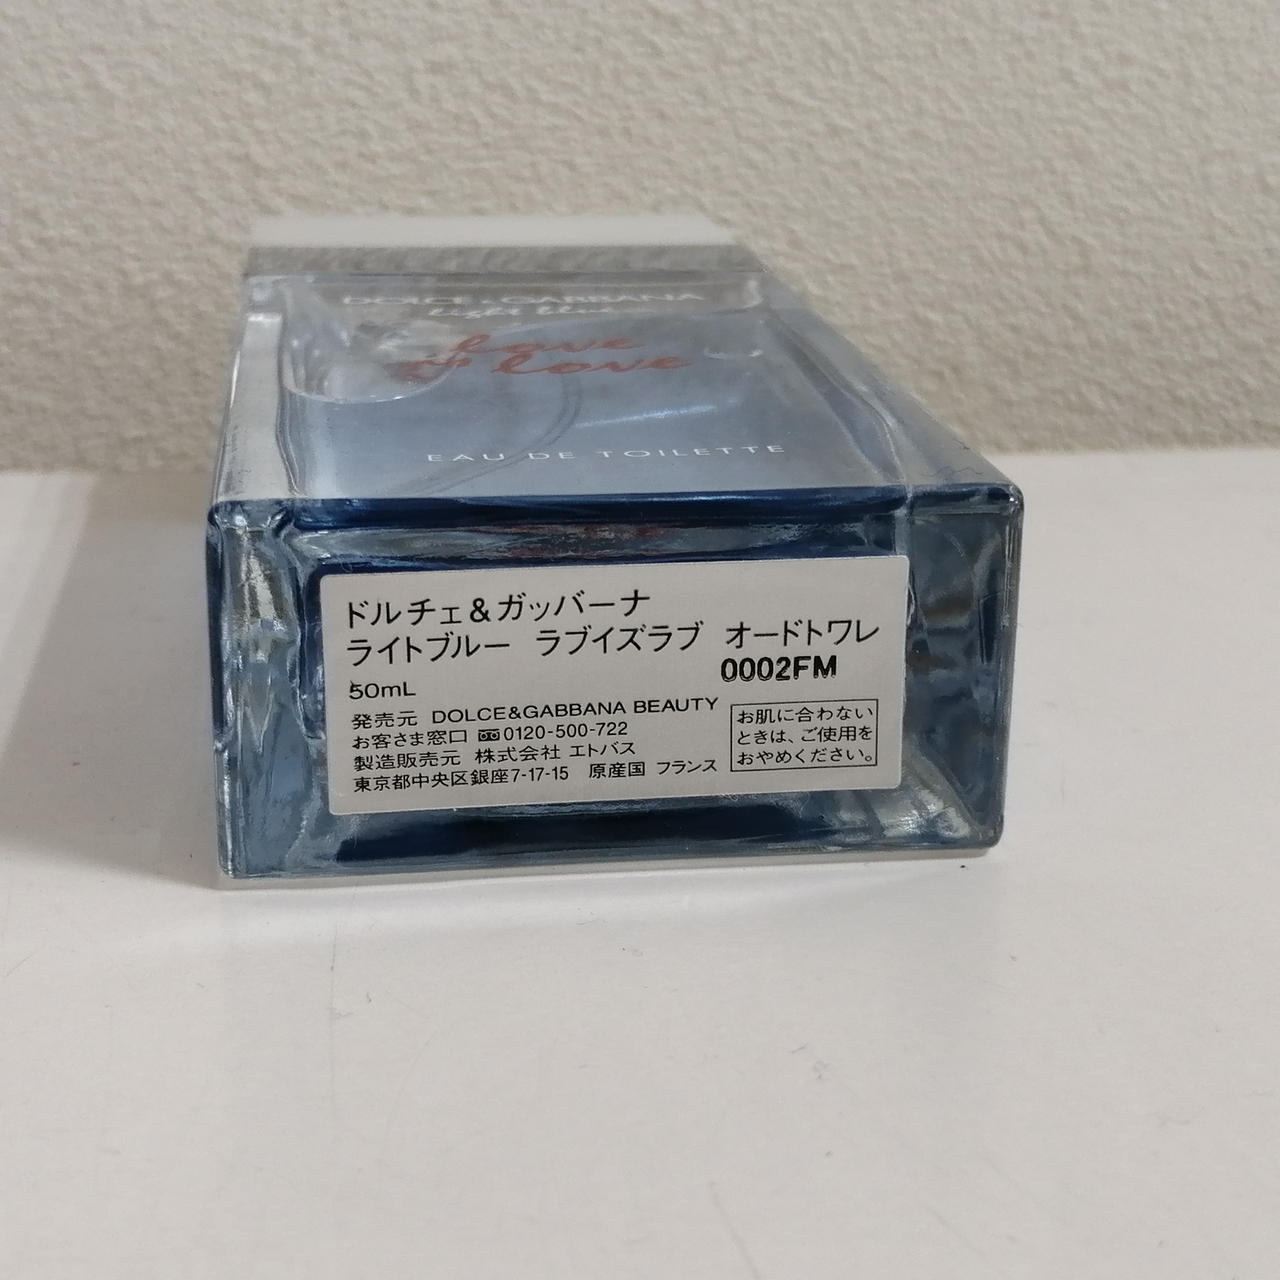 DOLCE & GABBANA
light blue
love
is love
EAU DE TOILETTE
ドルチェ&ガッバーナ
ライトブルー ラブイズラブ オードトワレ
0002FM
50mL
発売元 DOLCE&GABBANA BEAUTY
お客さま窓口 0120-500-722
製造販売元 株式会社 エトバス
東京都中央区銀座7-17-15 原産国 フランス
お肌に合わない
ときは、ご使用を
おやめください。